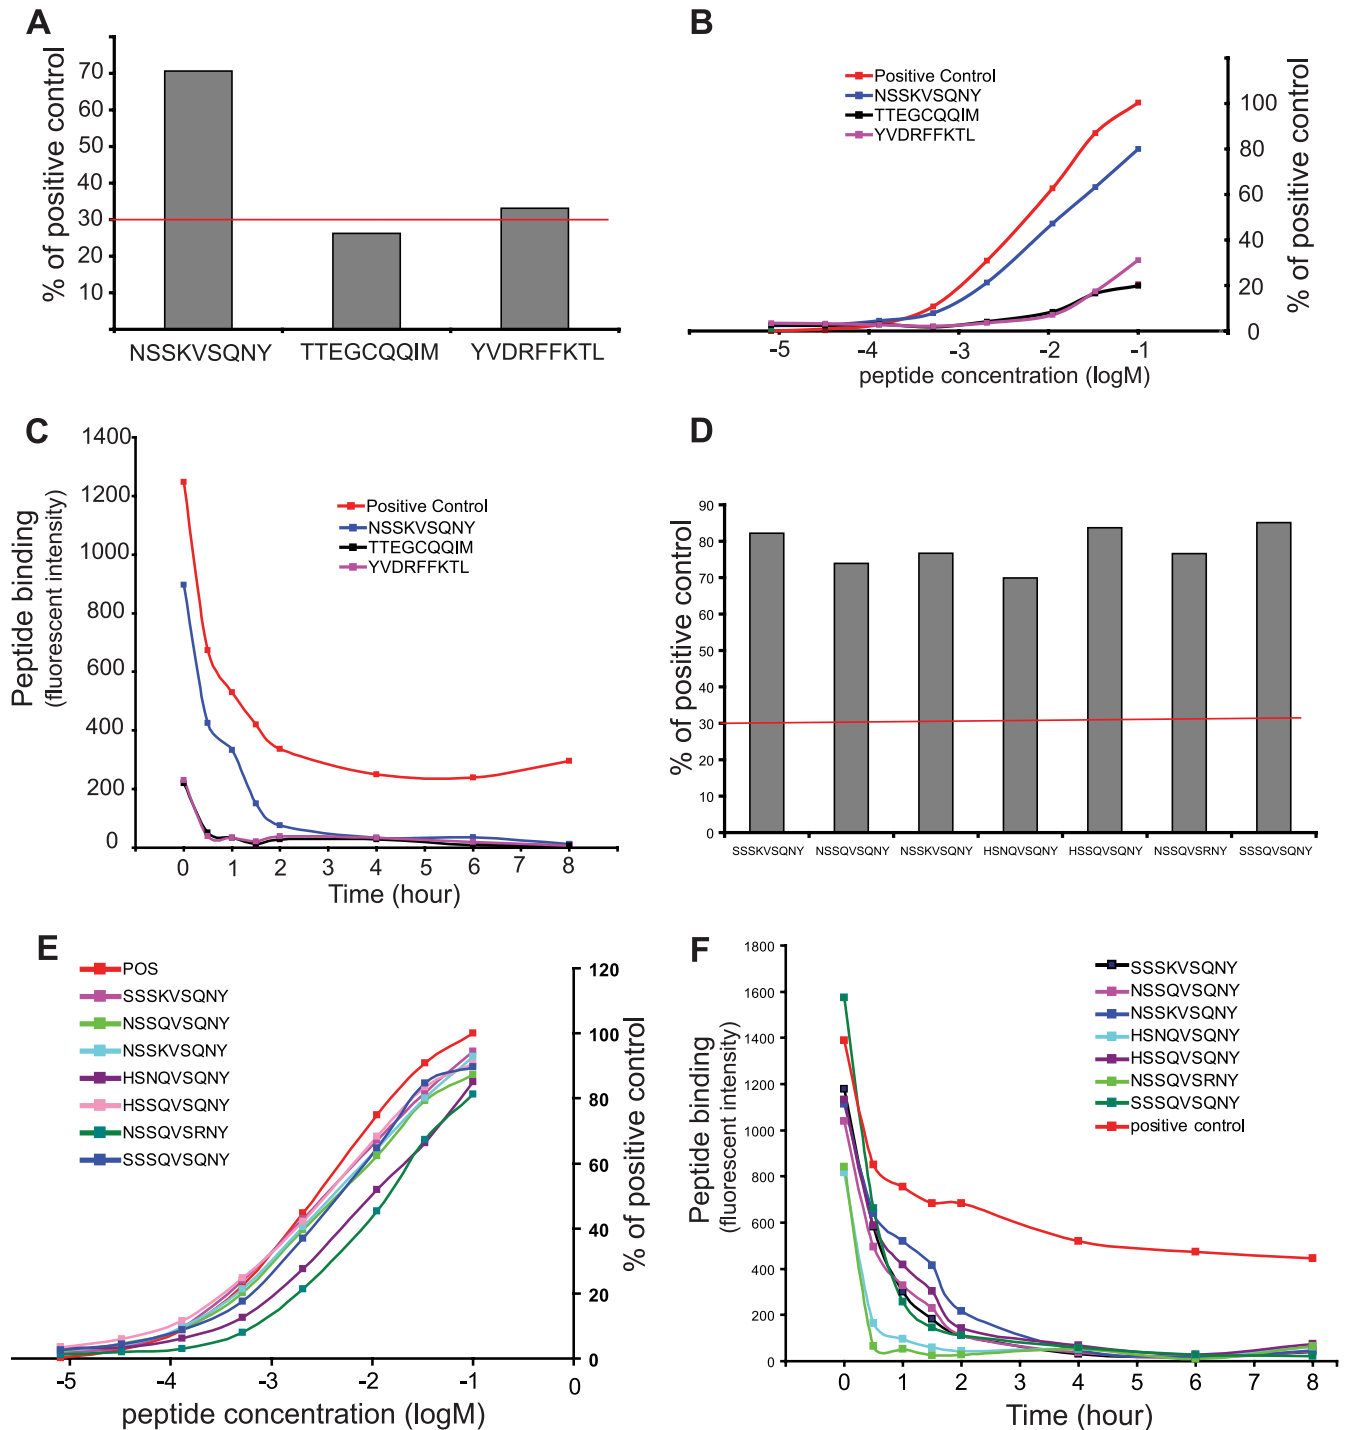 A
% of positive control
70
60
50
40
30
20
10
NSSKVSQNY
TTEGCQQIM
YVDRFFKTL
B
Positive Control
NSSKVSQNY
TTEGCQQIM
YVDRFFKTL
100
80
60
40
20
0
% of positive control
-5
-4
-3
-2
-1
peptide concentration (logM)
C
Peptide binding
(fluorescent intensity)
1400
1200
1000
800
600
400
200
0
Positive Control
NSSKVSQNY
TTEGCQQIM
YVDRFFKTL
0
1
2
3
4
5
6
7
8
Time (hour)
D
% of positive control
90
80
70
60
50
40
30
20
10
0
SSSKVSQNY
NSSQVSQNY
NSSKVSQNY
HSNQVSQNY
HSSQVSQNY
NSSQVSRNY
SSSQVSQNY
E
POS
SSSKVSQNY
NSSQVSQNY
NSSKVSQNY
HSNQVSQNY
HSSQVSQNY
NSSQVSRNY
SSSQVSQNY
120
100
80
60
40
20
0
% of positive control
-5
-4
-3
-2
-1
0
peptide concentration (logM)
F
Peptide binding
(fluorescent intensity)
1800
1600
1400
1200
1000
800
600
400
200
0
SSSKVSQNY
NSSQVSQNY
NSSKVSQNY
HSNQVSQNY
HSSQVSQNY
NSSQVSRNY
SSSQVSQNY
positive control
0
1
2
3
4
5
6
7
8
Time (hour)